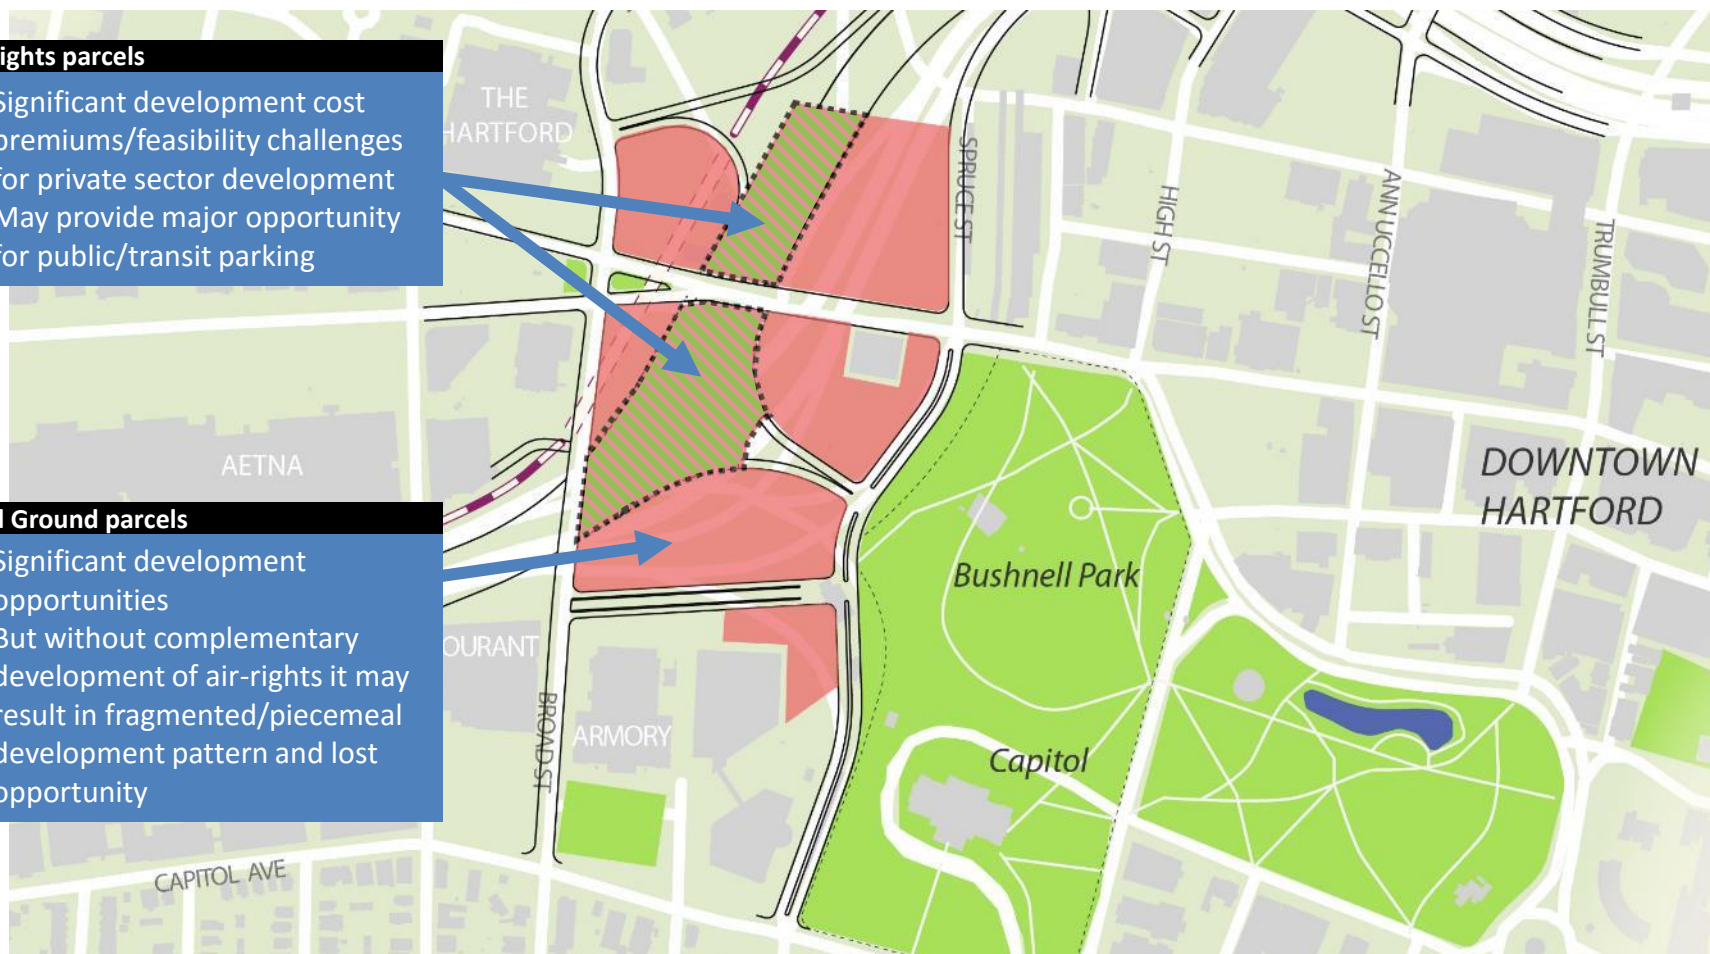 ights parcels
Significant development cost
premiums/feasibility challenges
for private sector development
May provide major opportunity
for public/transit parking
THE
HARTFORD
SPRUCE ST
HIGH ST
ANN UCCELLO ST
TRUMBULL ST
AETNA
DOWNTOWN
HARTFORD
l Ground parcels
Significant development
opportunities
But without complementary
development of air-rights it may
result in fragmented/piecemeal
development pattern and lost
opportunity
Bushnell Park
OURANT
BROAD ST
ARMORY
Capitol
CAPITOL AVE